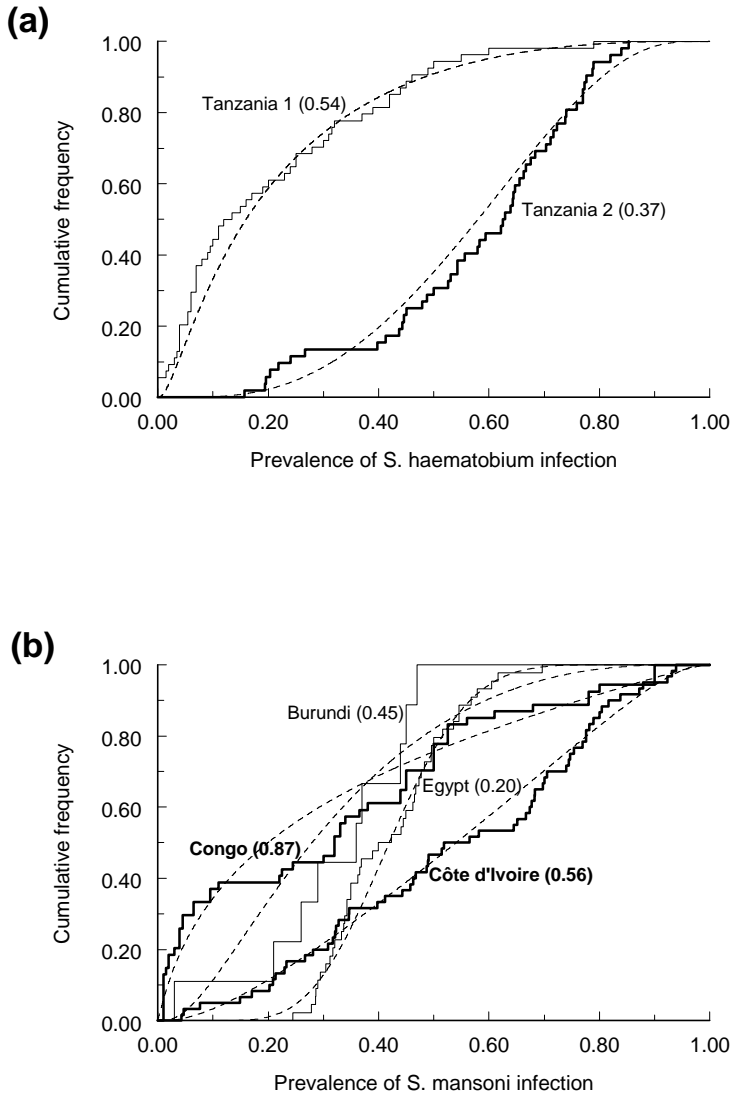 (a)
1.00
0.80
0.60
0.40
0.20
0.00
Cumulative frequency
Tanzania 1 (0.54)
Tanzania 2 (0.37)
0.00 0.20 0.40 0.60 0.80 1.00
Prevalence of S. haematobium infection
(b)
1.00
0.80
0.60
0.40
0.20
0.00
Cumulative frequency
Burundi (0.45)
Egypt (0.20)
Congo (0.87)
Côte d'Ivoire (0.56)
0.00 0.20 0.40 0.60 0.80 1.00
Prevalence of S. mansoni infection